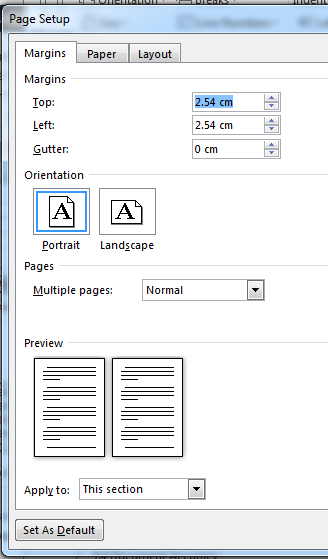 Page Setup
Margins Paper Layout
Margins
Top: 2.54 cm
Left: 2.54 cm
Gutter: 0 cm
Orientation
A A
Portrait Landscape
Pages
Multiple pages: Normal
Preview
Apply to: This section
Set As Default